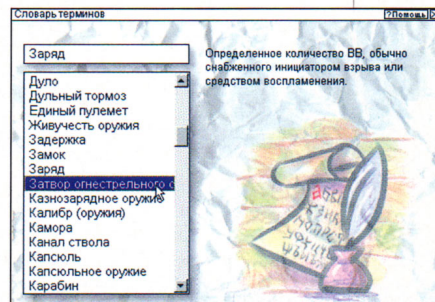 Словарь терминов
?Помощь
Заряд
Определенное количество ВВ, обычно
снабженного инициатором взрыва или
средством воспламенения.
Дуло
Дульный тормоз
Единый пулемет
Живучесть оружия
Задержка
Замок
Заряд
Затвор огнестрельного о
Казнозарядное оружие
Калибр (оружия)
Камора
Канал ствола
Капсюль
Капсюльное оружие
Карабин